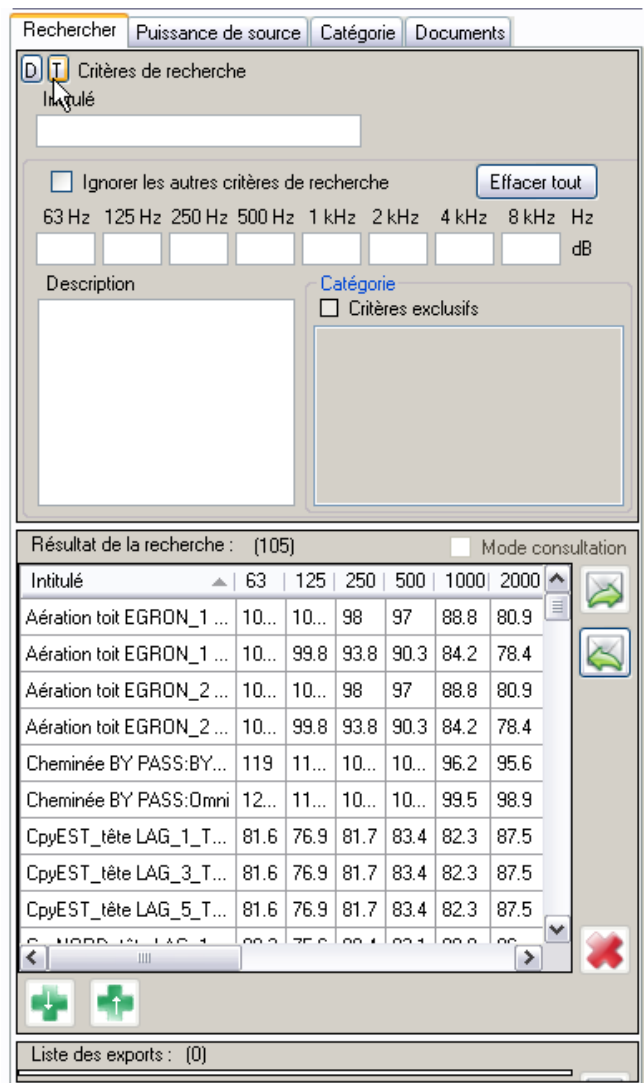 Rechercher Puissance de source Catégorie Documents
D T Critères de recherche
Intitulé
Ignorer les autres critères de recherche Effacer tout
63 Hz 125 Hz 250 Hz 500 Hz 1 kHz 2 kHz 4 kHz 8 kHz Hz
dB
Description Catégorie
Critères exclusifs
Résultat de la recherche : (105) Mode consultation
Intitulé 63 125 250 500 1000 2000
Aération toit EGRON_1 ... 10... 10... 98 97 88.8 80.9
Aération toit EGRON_1 ... 10... 99.8 93.8 90.3 84.2 78.4
Aération toit EGRON_2 ... 10... 10... 98 97 88.8 80.9
Aération toit EGRON_2 ... 10... 99.8 93.8 90.3 84.2 78.4
Cheminée BY PASS:BY... 119 11... 10... 10... 96.2 95.6
Cheminée BY PASS:Omni 12... 11... 10... 10... 99.5 98.9
CpyEST_tête LAG_1_T... 81.6 76.9 81.7 83.4 82.3 87.5
CpyEST_tête LAG_3_T... 81.6 76.9 81.7 83.4 82.3 87.5
CpyEST_tête LAG_5_T... 81.6 76.9 81.7 83.4 82.3 87.5
Liste des exports : (0)